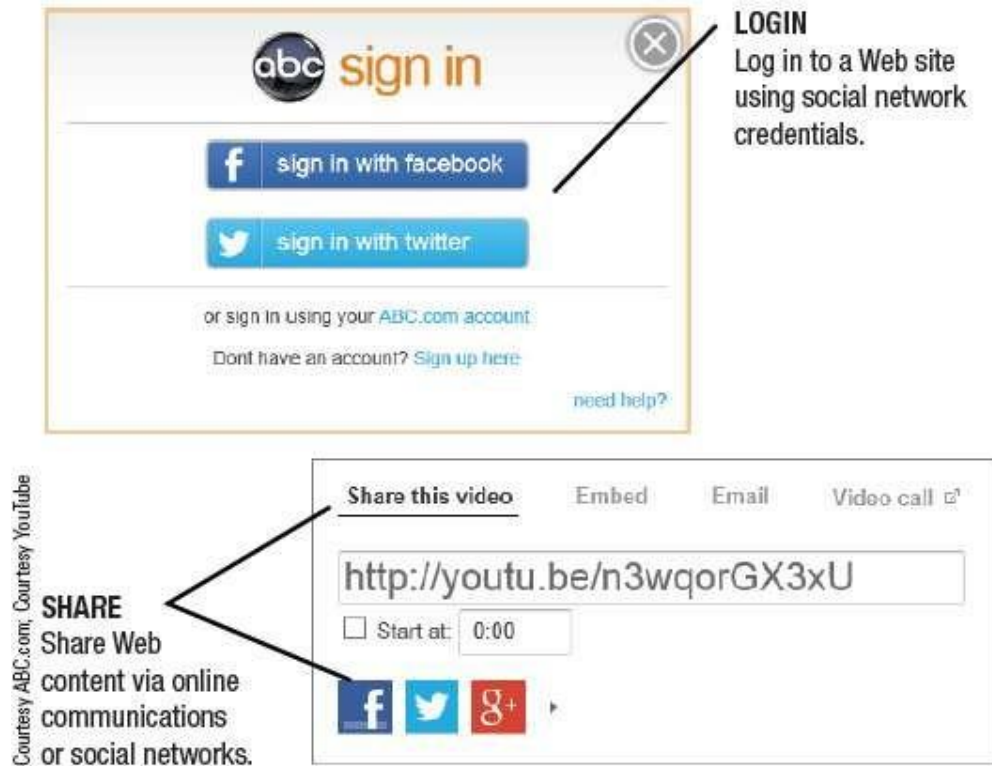 abc sign in
LOGIN
Log in to a Web site
using social network
credentials.
f sign in with facebook
sign in with twitter
or sign in using your ABC.com account
Dont have an account? Sign up here
need help?
Courtesy ABC.com; Courtesy YouTube
SHARE
Share Web
content via online
communications
or social networks.
Share this video Embed Email Video call
http://youtu.be/n3wqorGX3xU
Start at: 0:00
f g+